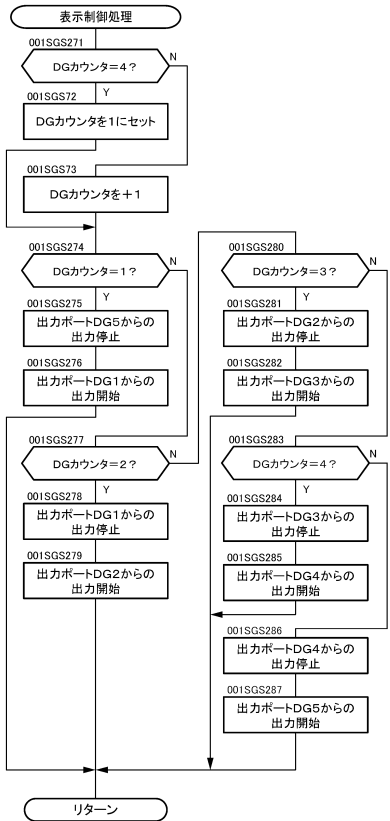 表示制御処理
001SGS271
DGカウンタ=4?
N
Y
001SGS72
DGカウンタを1にセット
001SGS73
DGカウンタを+1
001SGS274
DGカウンタ=1?
N
Y
001SGS275
出力ポートDG5からの
出力停止
001SGS276
出力ポートDG1からの
出力開始
001SGS277
DGカウンタ=2?
N
Y
001SGS278
出力ポートDG1からの
出力停止
001SGS279
出力ポートDG2からの
出力開始
001SGS280
DGカウンタ=3?
N
Y
001SGS281
出力ポートDG2からの
出力停止
001SGS282
出力ポートDG3からの
出力開始
001SGS283
DGカウンタ=4?
N
Y
001SGS284
出力ポートDG3からの
出力停止
001SGS285
出力ポートDG4からの
出力開始
001SGS286
出力ポートDG4からの
出力停止
001SGS287
出力ポートDG5からの
出力開始
リターン